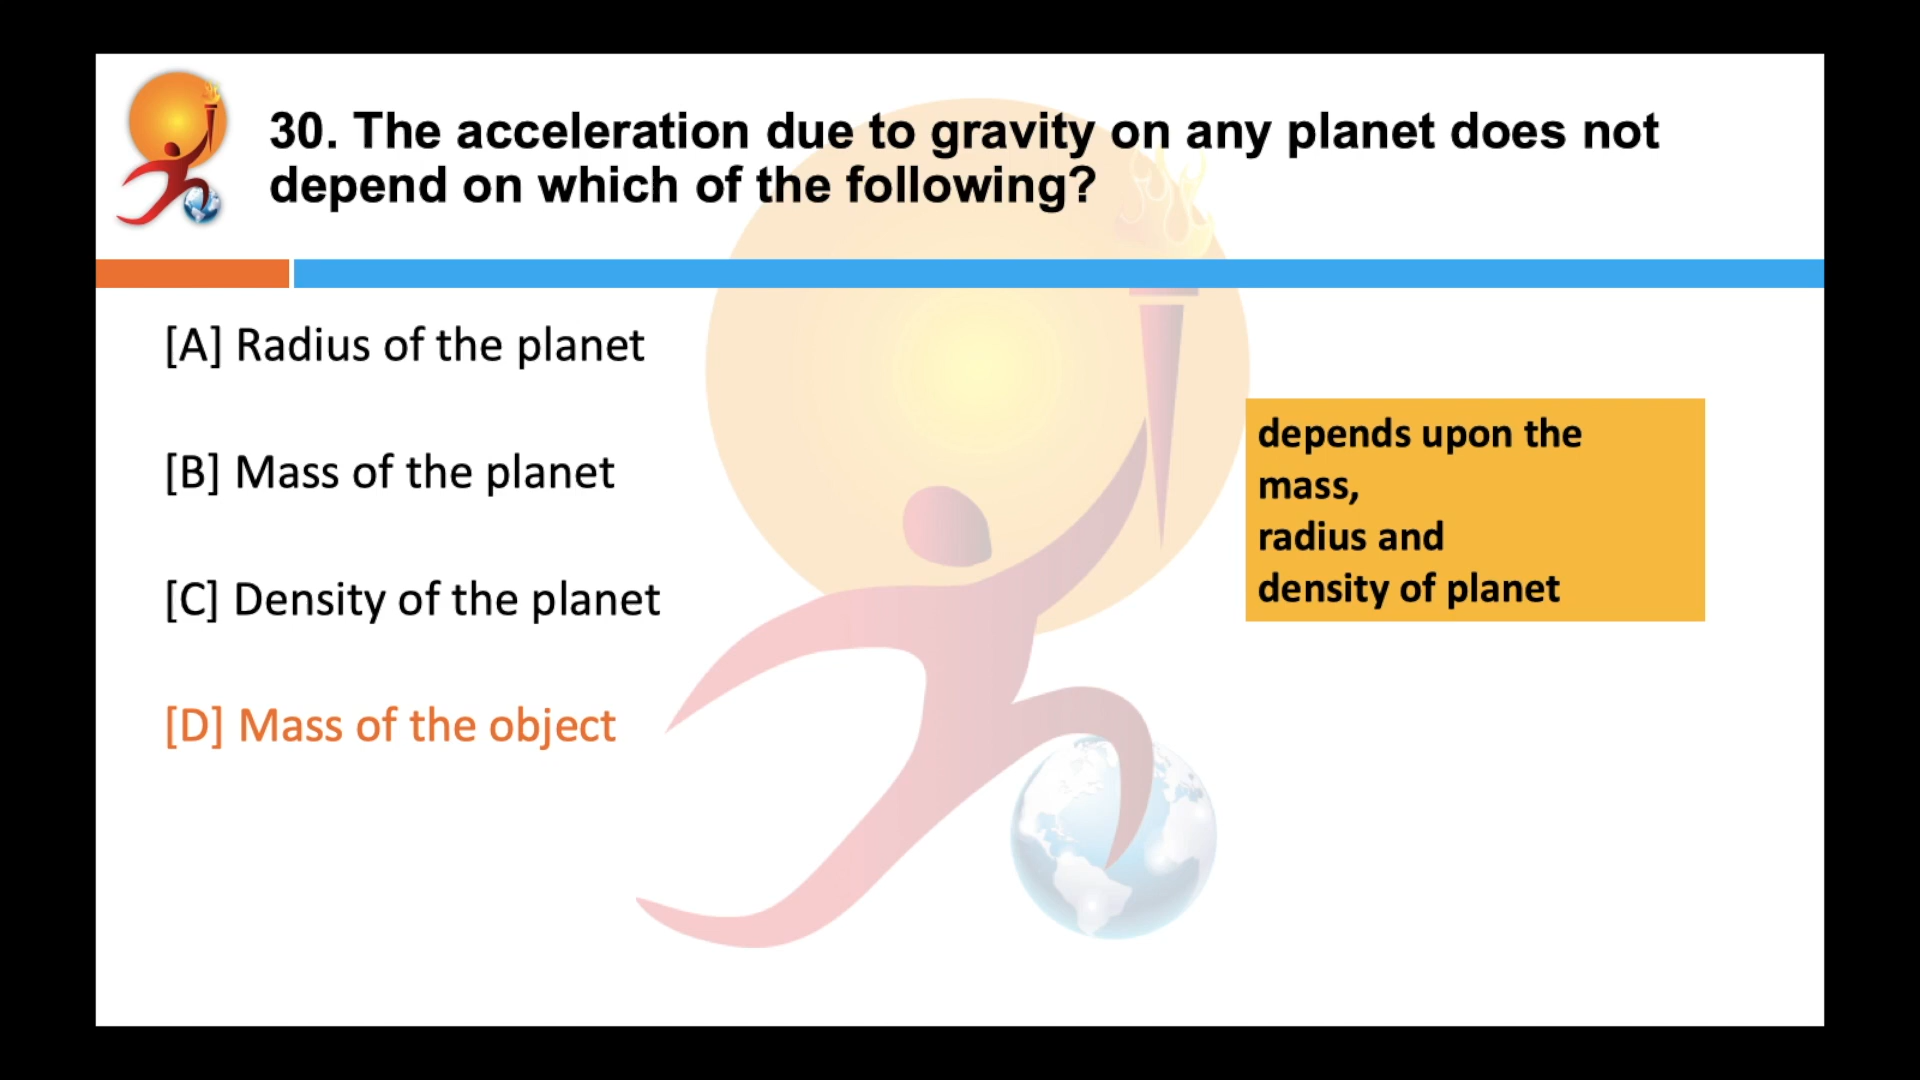 30. The acceleration due to gravity on any planet does not
depend on which of the following?
[A] Radius of the planet
[B] Mass of the planet
[C] Density of the planet
[D] Mass of the object
depends upon the
mass,
radius and
density of planet